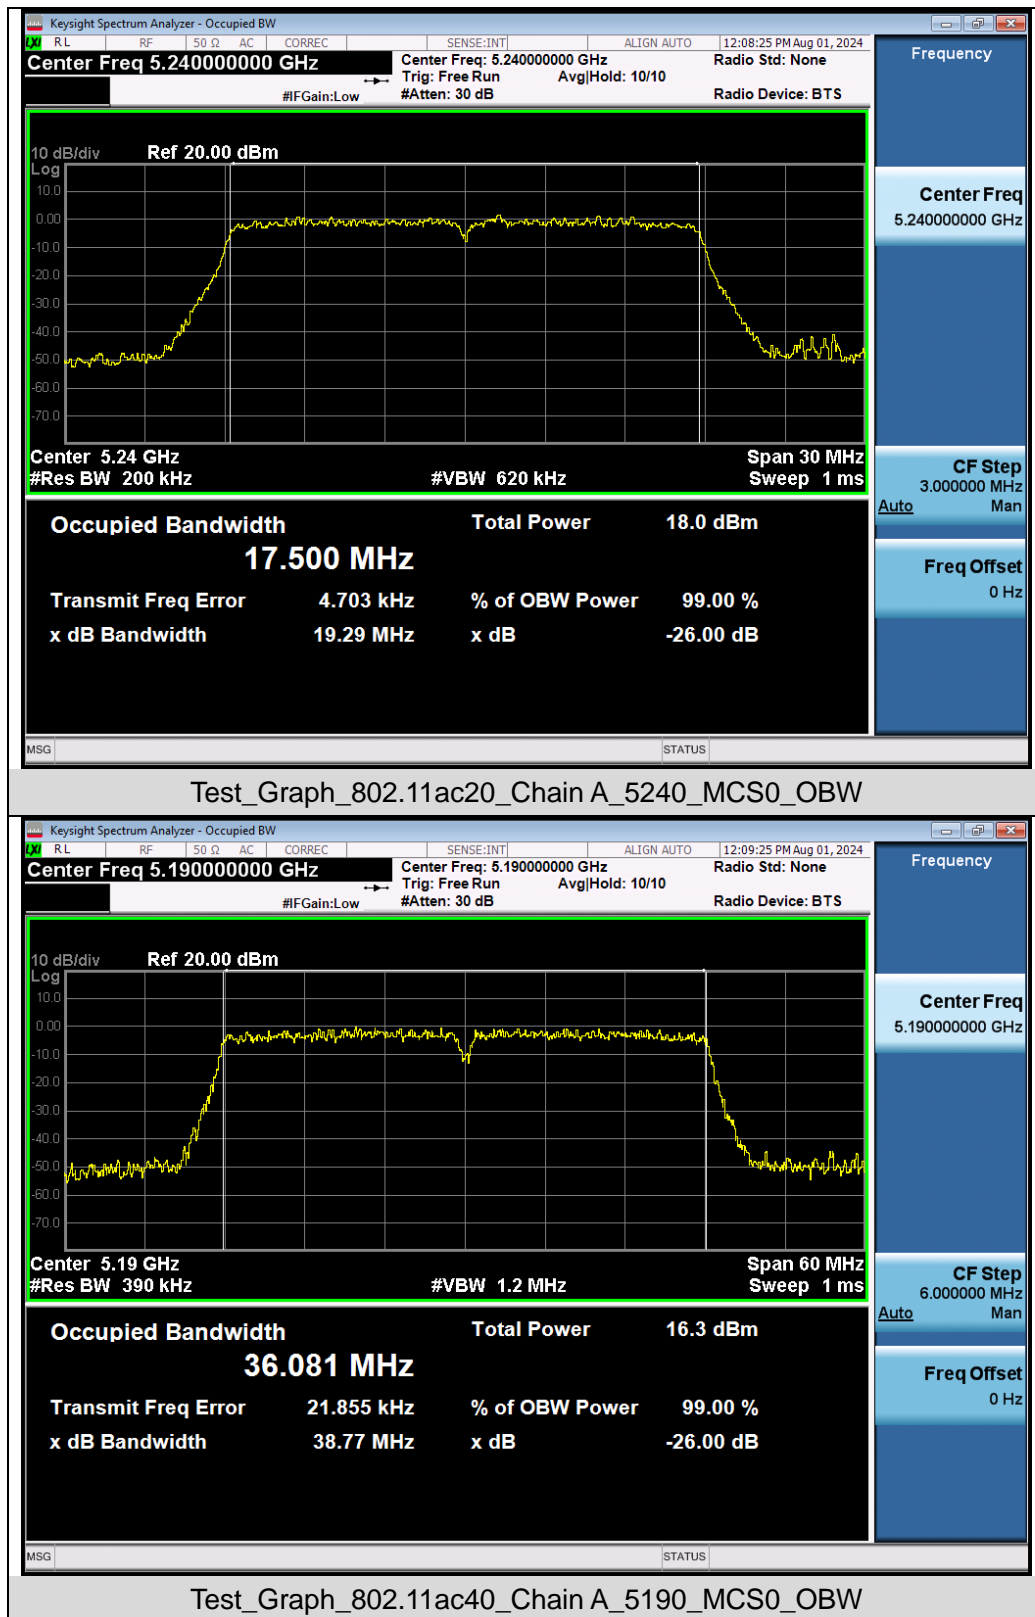 Keysight Spectrum Analyzer - Occupied BW
LXI RL RF 50 Ω AC CORREC SENSE:INT ALIGN AUTO 12:08:25 PM Aug 01, 2024
Center Freq 5.240000000 GHz
Center Freq: 5.240000000 GHz
Radio Std: None
Trig: Free Run Avg|Hold: 10/10
#IFGain:Low
#Atten: 30 dB
Radio Device: BTS
10 dB/div Ref 20.00 dBm
Log
10.0
0.00
-10.0
-20.0
-30.0
-40.0
-50.0
-60.0
-70.0
Center 5.24 GHz Span 30 MHz
#Res BW 200 kHz #VBW 620 kHz Sweep 1 ms
Occupied Bandwidth Total Power 18.0 dBm
17.500 MHz
Transmit Freq Error 4.703 kHz % of OBW Power 99.00 %
x dB Bandwidth 19.29 MHz x dB -26.00 dB
MSG STATUS
Frequency
Center Freq
5.240000000 GHz
CF Step
3.000000 MHz
Auto Man
Freq Offset
0 Hz
Test_Graph_802.11ac20_Chain A_5240_MCS0_OBW
Keysight Spectrum Analyzer - Occupied BW
LXI RL RF 50 Ω AC CORREC SENSE:INT ALIGN AUTO 12:09:25 PM Aug 01, 2024
Center Freq 5.190000000 GHz
Center Freq: 5.190000000 GHz
Radio Std: None
Trig: Free Run Avg|Hold: 10/10
#IFGain:Low
#Atten: 30 dB
Radio Device: BTS
10 dB/div Ref 20.00 dBm
Log
10.0
0.00
-10.0
-20.0
-30.0
-40.0
-50.0
-60.0
-70.0
Center 5.19 GHz Span 60 MHz
#Res BW 390 kHz #VBW 1.2 MHz Sweep 1 ms
Occupied Bandwidth Total Power 16.3 dBm
36.081 MHz
Transmit Freq Error 21.855 kHz % of OBW Power 99.00 %
x dB Bandwidth 38.77 MHz x dB -26.00 dB
MSG STATUS
Frequency
Center Freq
5.190000000 GHz
CF Step
6.000000 MHz
Auto Man
Freq Offset
0 Hz
Test_Graph_802.11ac40_Chain A_5190_MCS0_OBW